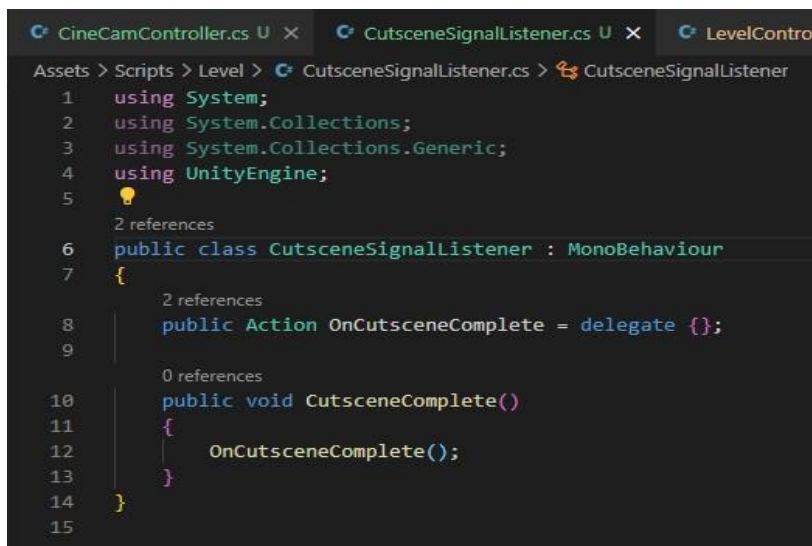 CineCamController.cs U × CutsceneSignalListener.cs U × LevelContro
Assets > Scripts > Level > CutsceneSignalListener.cs > CutsceneSignalListener
1 using System;
2 using System.Collections;
3 using System.Collections.Generic;
4 using UnityEngine;
5
2 references
6 public class CutsceneSignalListener : MonoBehaviour
7 {
2 references
8 public Action OnCutsceneComplete = delegate {};
9
0 references
10 public void CutsceneComplete()
11 {
12 OnCutsceneComplete();
13 }
14 }
15